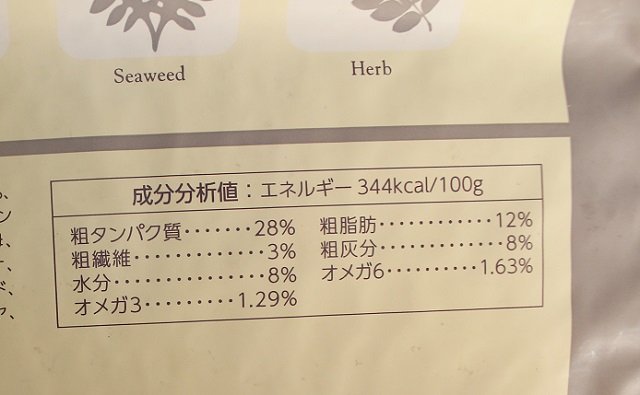 Seaweed
Herb
成分分析値：エネルギー 344kcal/100g
粗タンパク質・・・・・・・28%
粗脂肪・・・・・・・・・・・・12%
粗繊維・・・・・・・・・・・・3%
粗灰分・・・・・・・・・・・・・8%
水分・・・・・・・・・・・・・・8%
オメガ6・・・・・・・・・・1.63%
オメガ3・・・・・・・・・1.29%